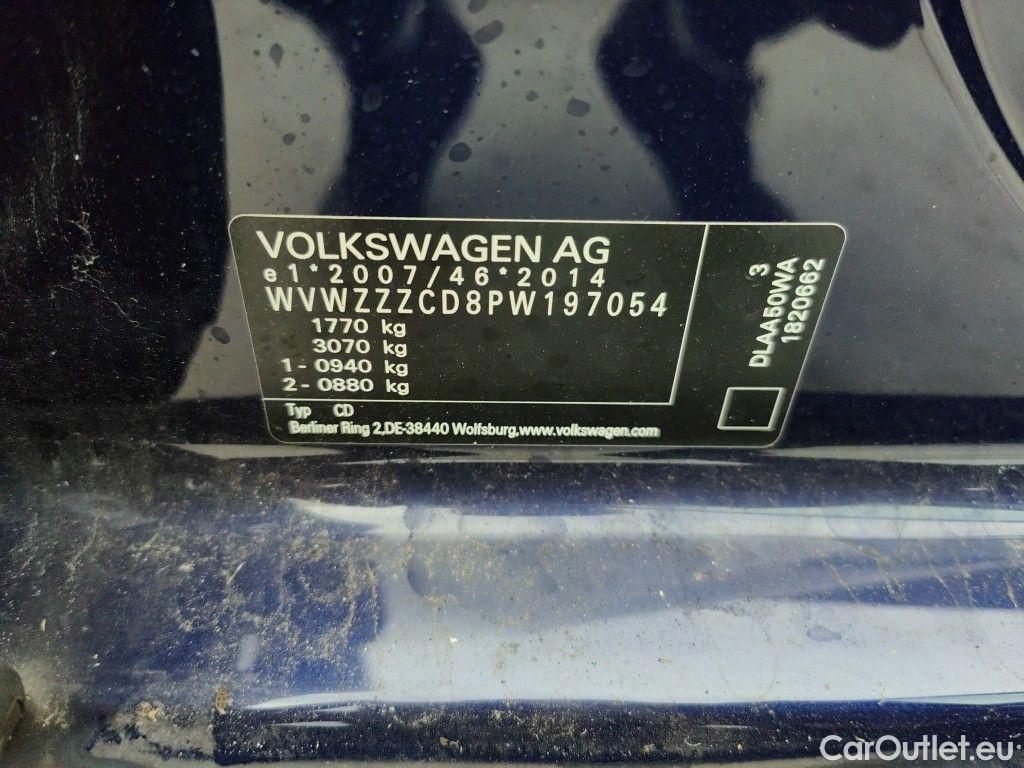 VOLKSWAGEN AG
e1*2007/46*2014
WVWZZZCD8PW197054
1770 kg
3070 kg
1- 0940 kg
2- 0880 kg
Typ CD
Berliner Ring 2,DE-38440 Wolfsburg,www.volkswagen.com
3
DLAA50WA
1820662
CarOutlet.eu